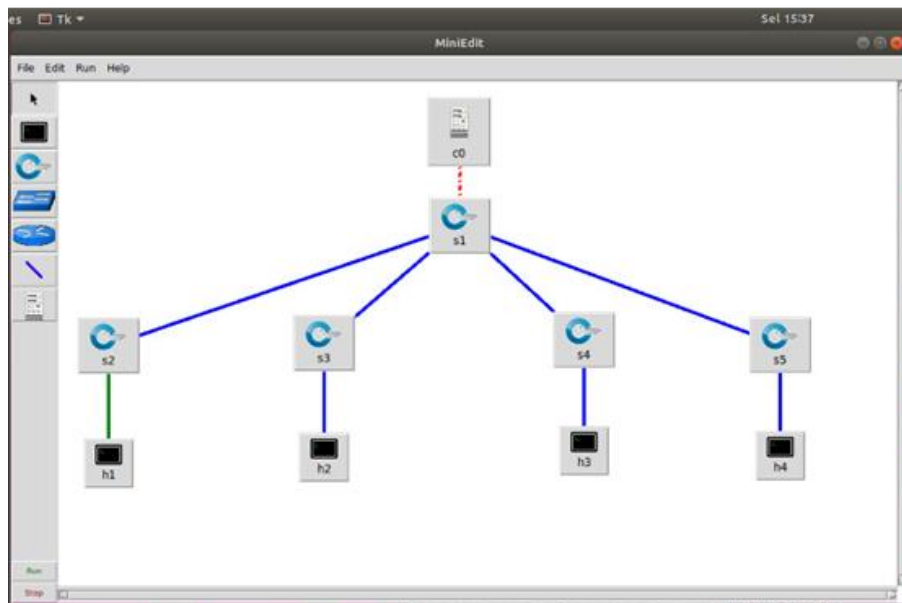 es Tk Sel 15:37
MiniEdit
File Edit Run Help
c0
s1
s2 s3 s4 s5
h1 h2 h3 h4
Run
Stop